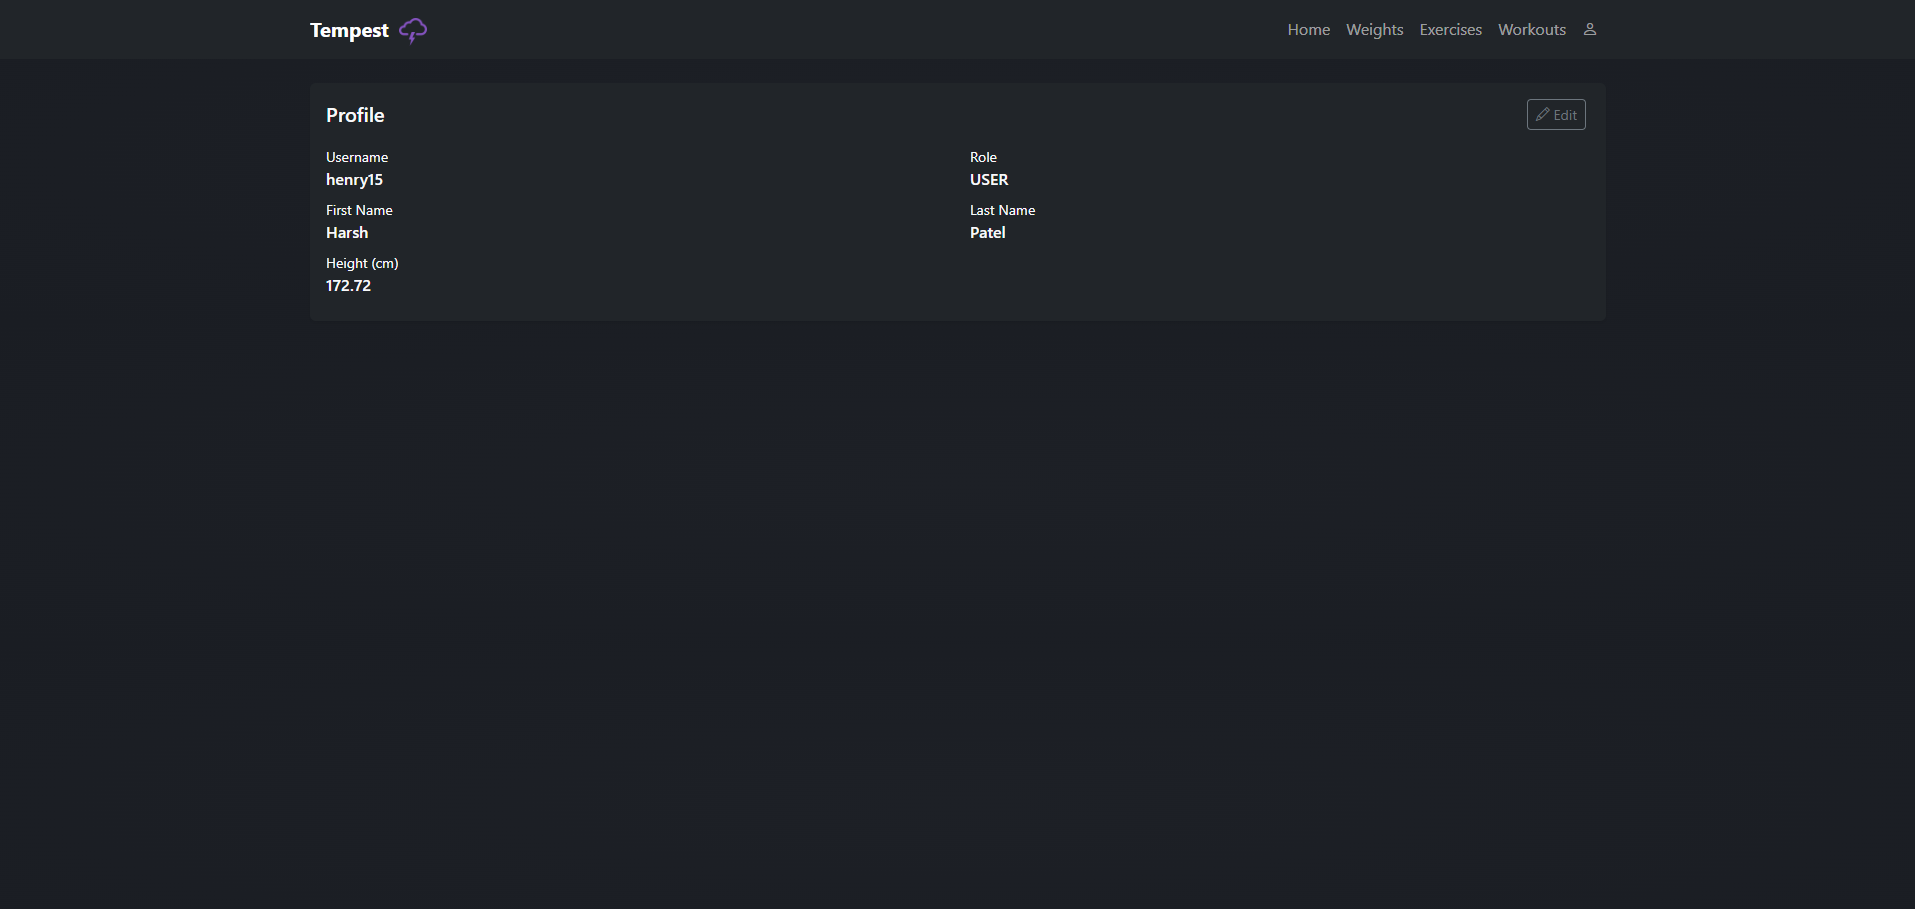 Tempest
Home Weights Exercises Workouts
Profile
Edit
Username
henry15
Role
USER
First Name
Harsh
Last Name
Patel
Height (cm)
172.72